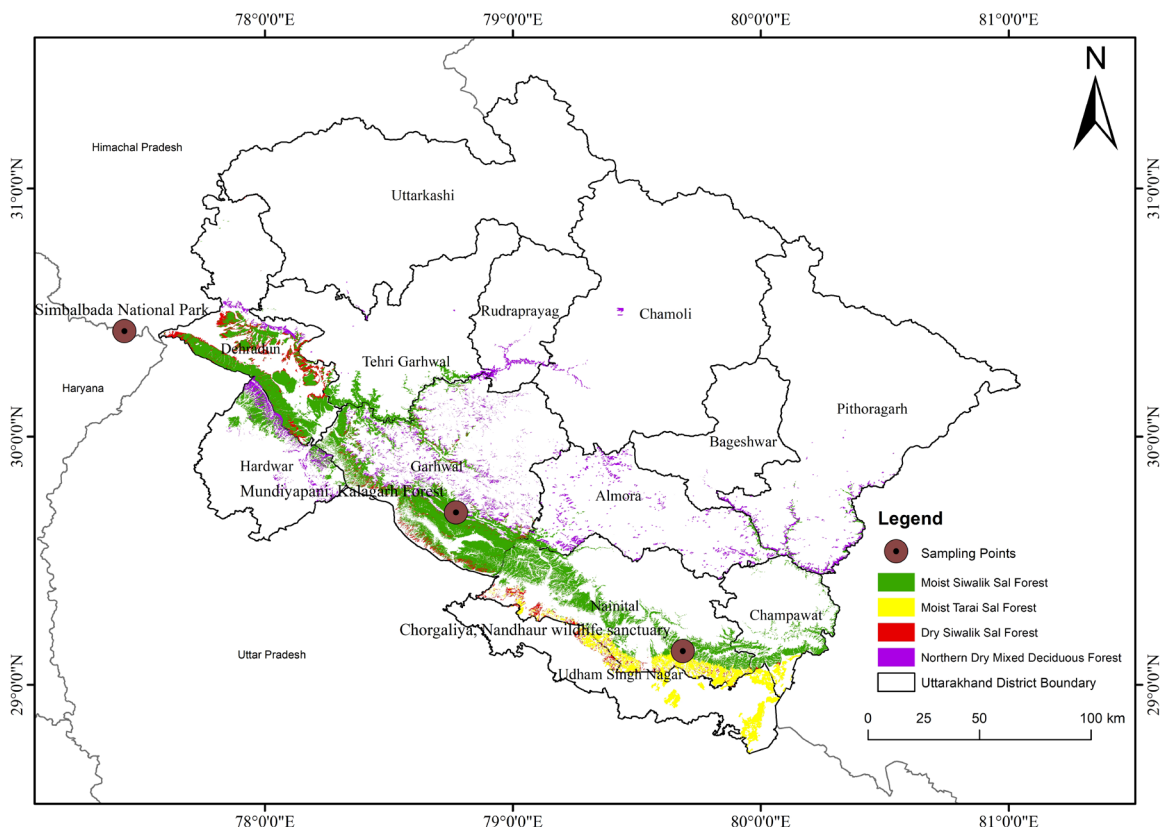 78°0'0"E 79°0'0"E 80°0'0"E 81°0'0"E
N
31°0'0"N
31°0'0"N
30°0'0"N
30°0'0"N
29°0'0"N
29°0'0"N
Himachal Pradesh
Uttarkashi
Simbalbada National Park
Rudraprayag
Chamoli
Dehradun
Tehri Garhwal
Haryana
Pithoragarh
Bageshwar
Hardwar
Garhwal
Mundiyapani, Kalagarh Forest
Almora
Nainital
Champawat
Chorgaliya, Nandhaur wildlife sanctuary
Uttar Pradesh
Udham Singh Nagar
Legend
Sampling Points
Moist Siwalik Sal Forest
Moist Tarai Sal Forest
Dry Siwalik Sal Forest
Northern Dry Mixed Deciduous Forest
Uttarakhand District Boundary
0 25 50 100 km
78°0'0"E 79°0'0"E 80°0'0"E 81°0'0"E